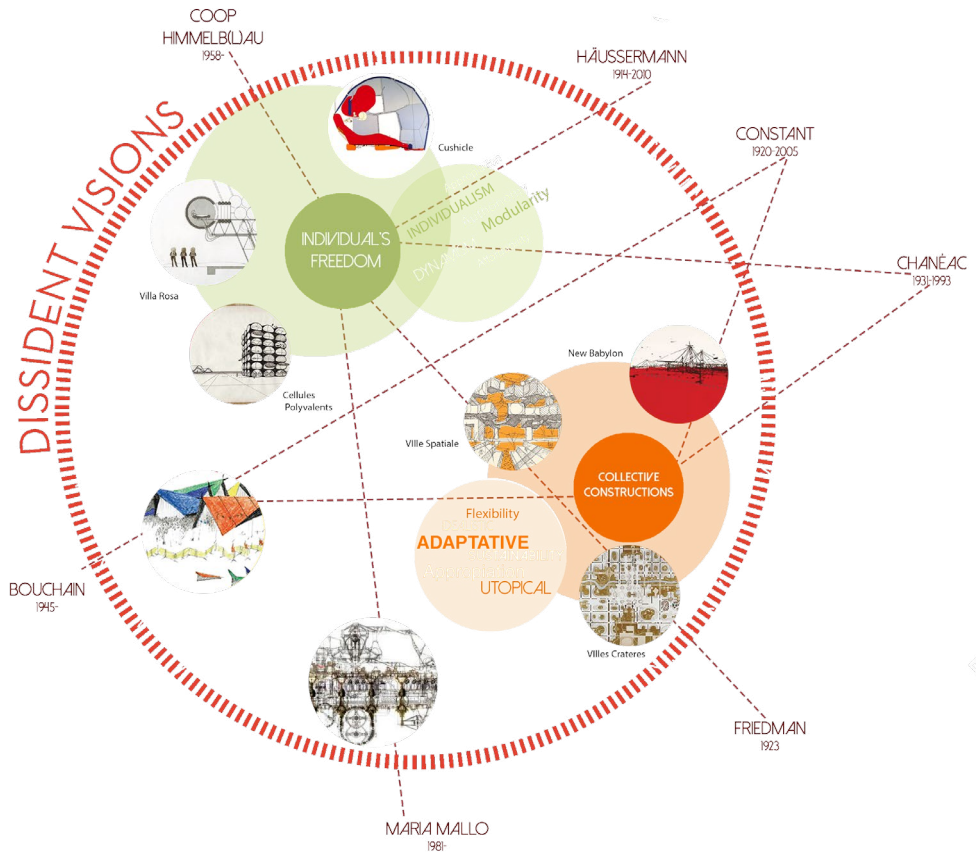 COOP
HIMMELB(L)AU
1958-
HÄUSSERMANN
1914-2010
CONSTANT
1920-2005
DISSIDENT VISIONS
Cushicle
INDIVIDUALISM
Modularity
INDIVIDUAL'S
FREEDOM
CHANÉAC
1931-1993
Villa Rosa
New Babylon
Cellules
Polyvalents
VIlle Spatiale
COLLECTIVE
CONSTRUCTIONS
Flexibility
ADAPTATIVE
UTOPICAL
BOUCHAIN
1945-
VIlles Crateres
FRIEDMAN
1923
MARIA MALLO
1981-